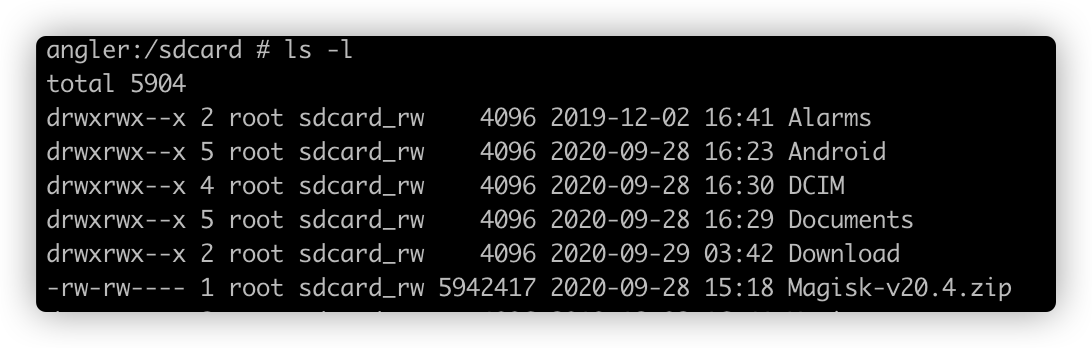 angler:/sdcard # ls -l
total 5904
drwxrwx--x 2 root sdcard_rw    4096 2019-12-02 16:41 Alarms
drwxrwx--x 5 root sdcard_rw    4096 2020-09-28 16:23 Android
drwxrwx--x 4 root sdcard_rw    4096 2020-09-28 16:30 DCIM
drwxrwx--x 5 root sdcard_rw    4096 2020-09-28 16:29 Documents
drwxrwx--x 2 root sdcard_rw    4096 2020-09-29 03:42 Download
-rw-rw---- 1 root sdcard_rw 5942417 2020-09-28 15:18 Magisk-v20.4.zip